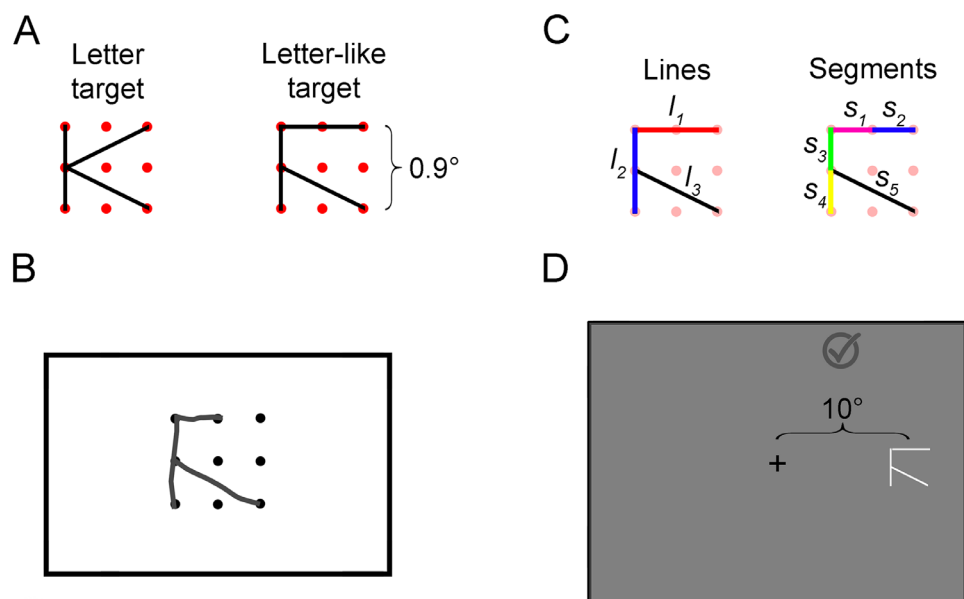 A
Letter
target
Letter-like
target
0.9°
B
C
Lines
Segments
l1
l2
l3
s1
s2
s3
s4
s5
D
10°
+